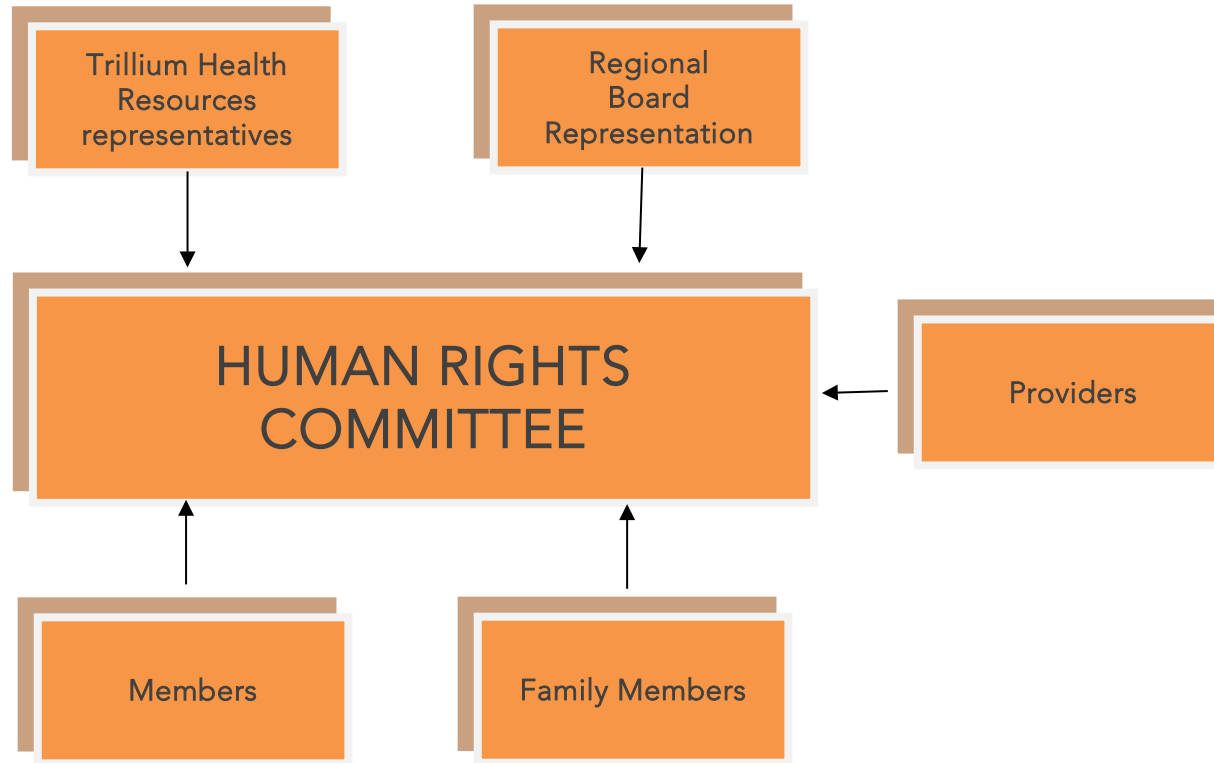 Trillium Health
Resources
representatives
Regional
Board
Representation
HUMAN RIGHTS
COMMITTEE
Providers
Members
Family Members